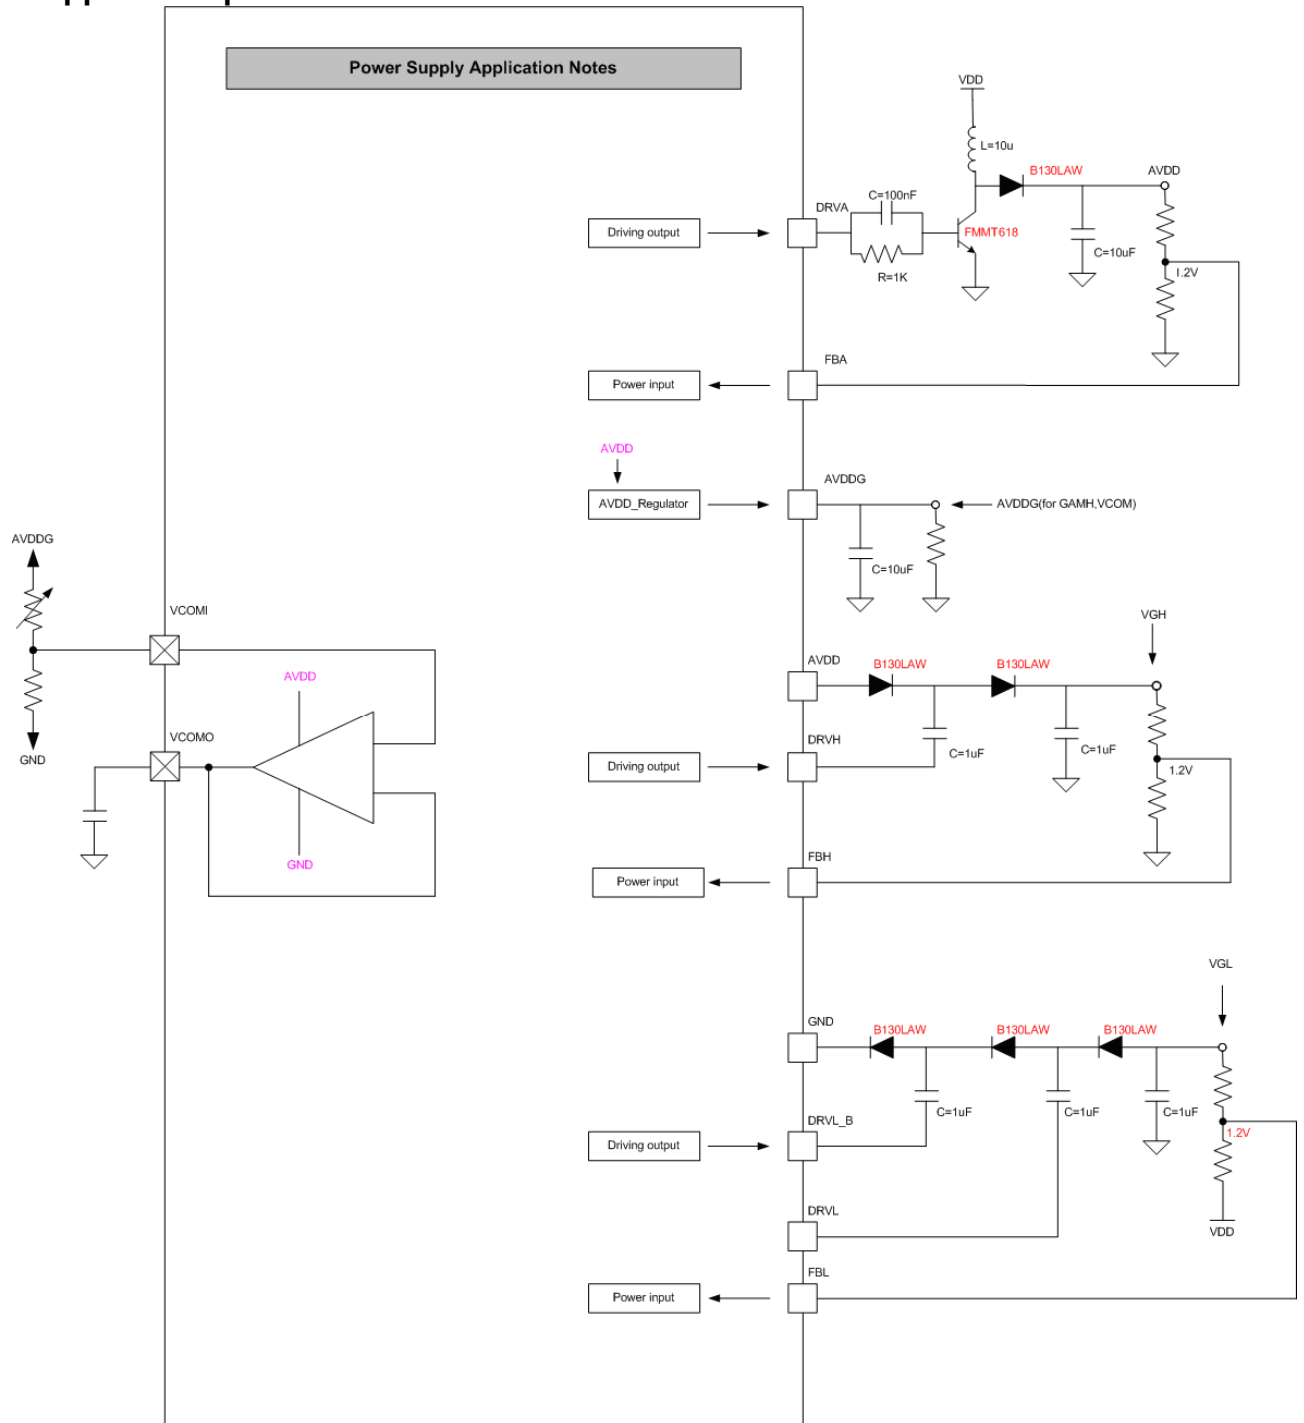 Power Supply Application Notes
VDD
L=10u
B130LAW
AVDD
C=100nF
DRVA
Driving output
FMMT618
C=10uF
R=1K
1.2V
FBA
Power input
AVDD
AVDDG
AVDD_Regulator
AVDDG(for GAMH,VCOM)
C=10uF
AVDDG
VCOMI
VGH
AVDD
B130LAW
B130LAW
AVDD
VCOMO
DRVH
C=1uF
C=1uF
GND
Driving output
1.2V
GND
FBH
Power input
VGL
GND
B130LAW
B130LAW
B130LAW
C=1uF
C=1uF
C=1uF
DRVL_B
Driving output
1.2V
DRVL
VDD
FBL
Power input